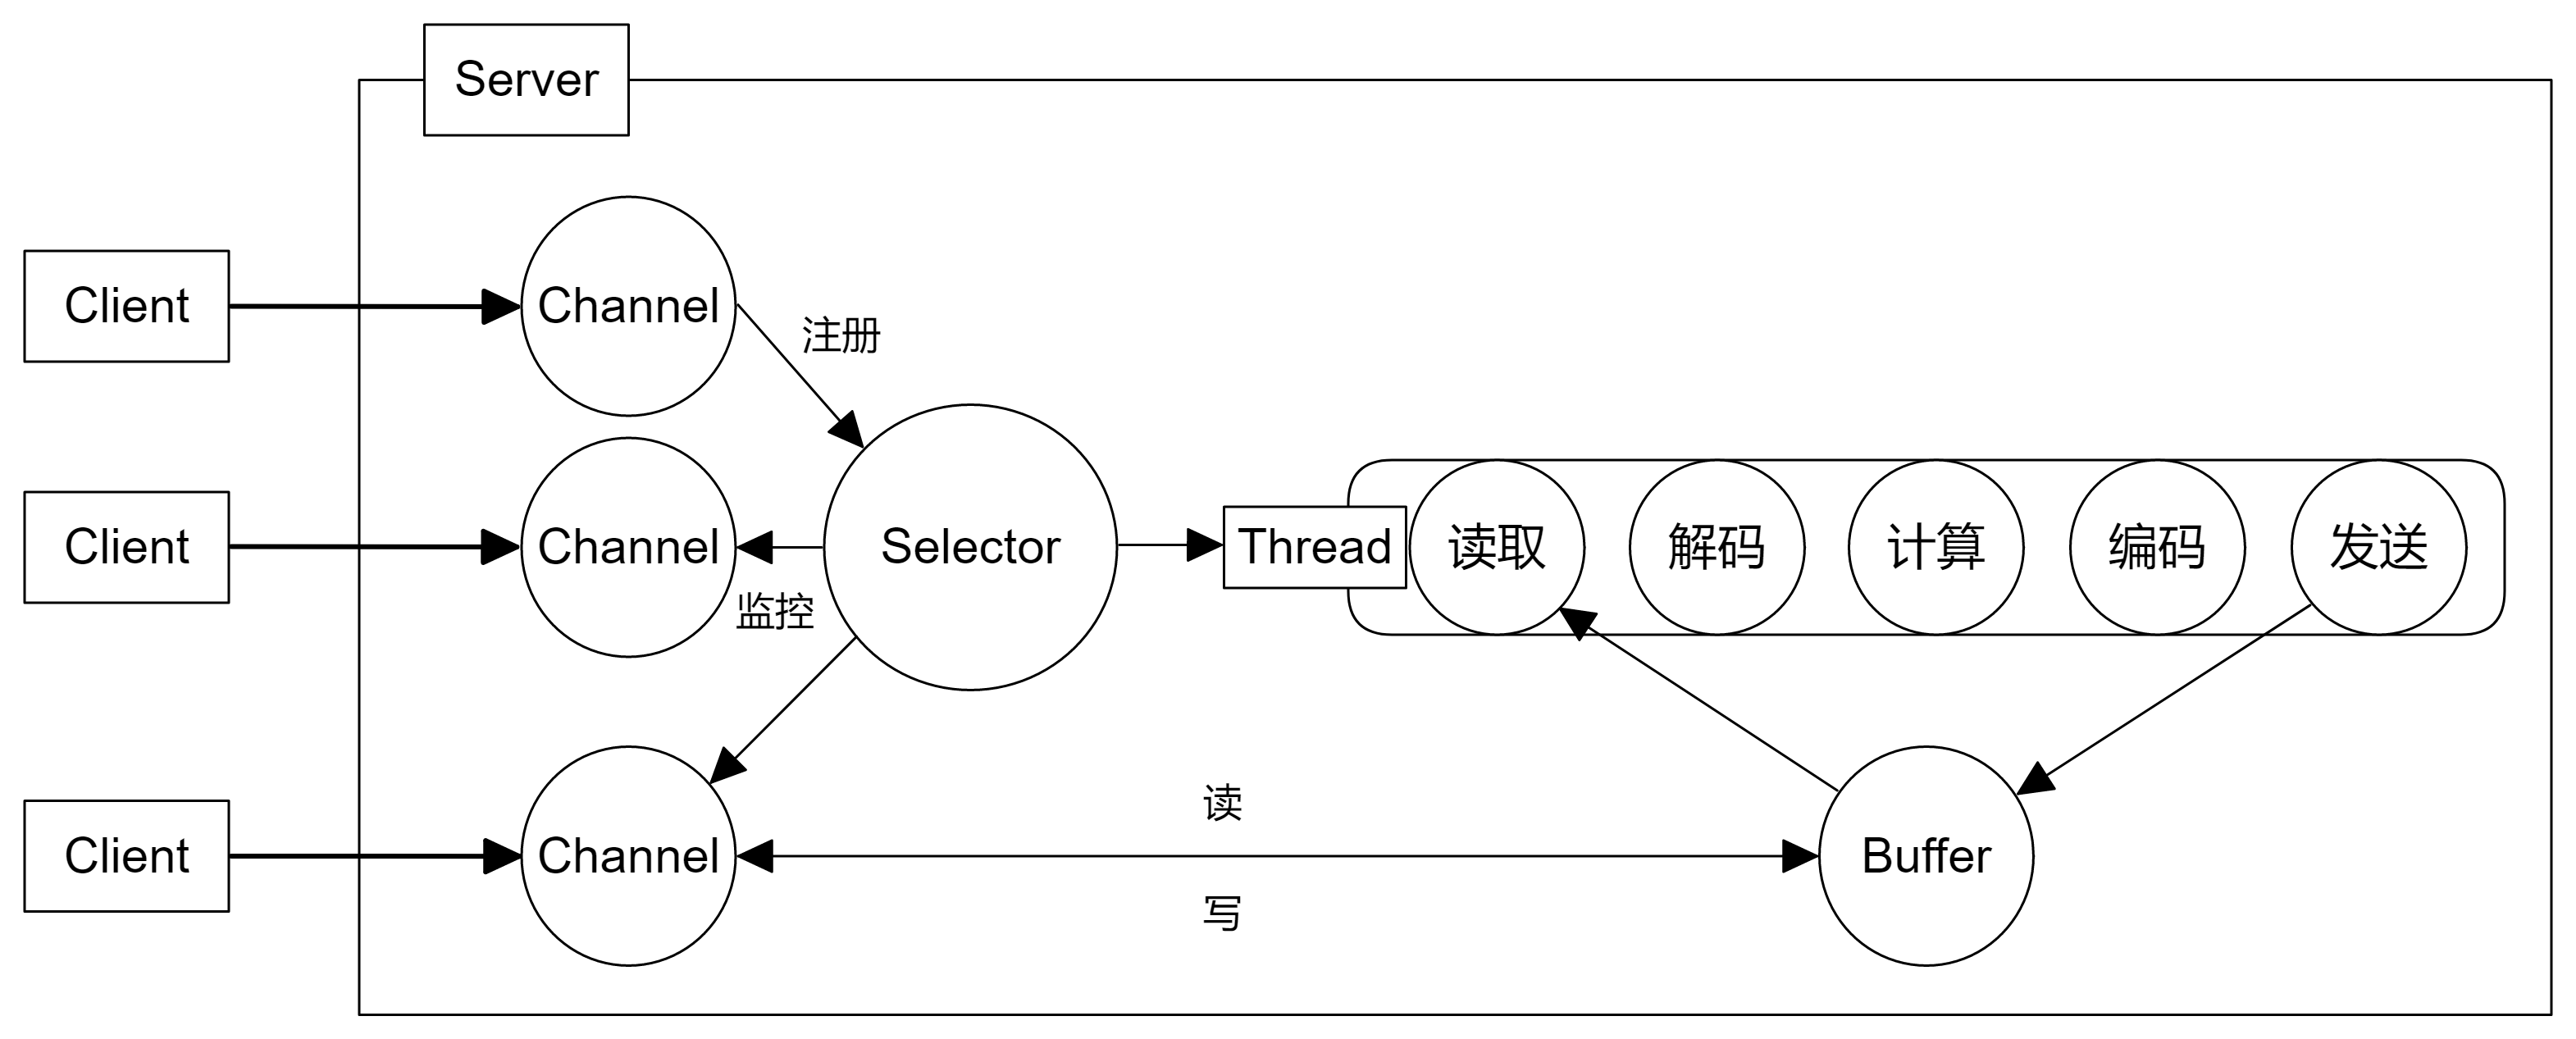 Server
Client
Channel
注册
Client
Channel
监控
Selector
Thread
读取
解码
计算
编码
发送
Client
Channel
读
写
Buffer